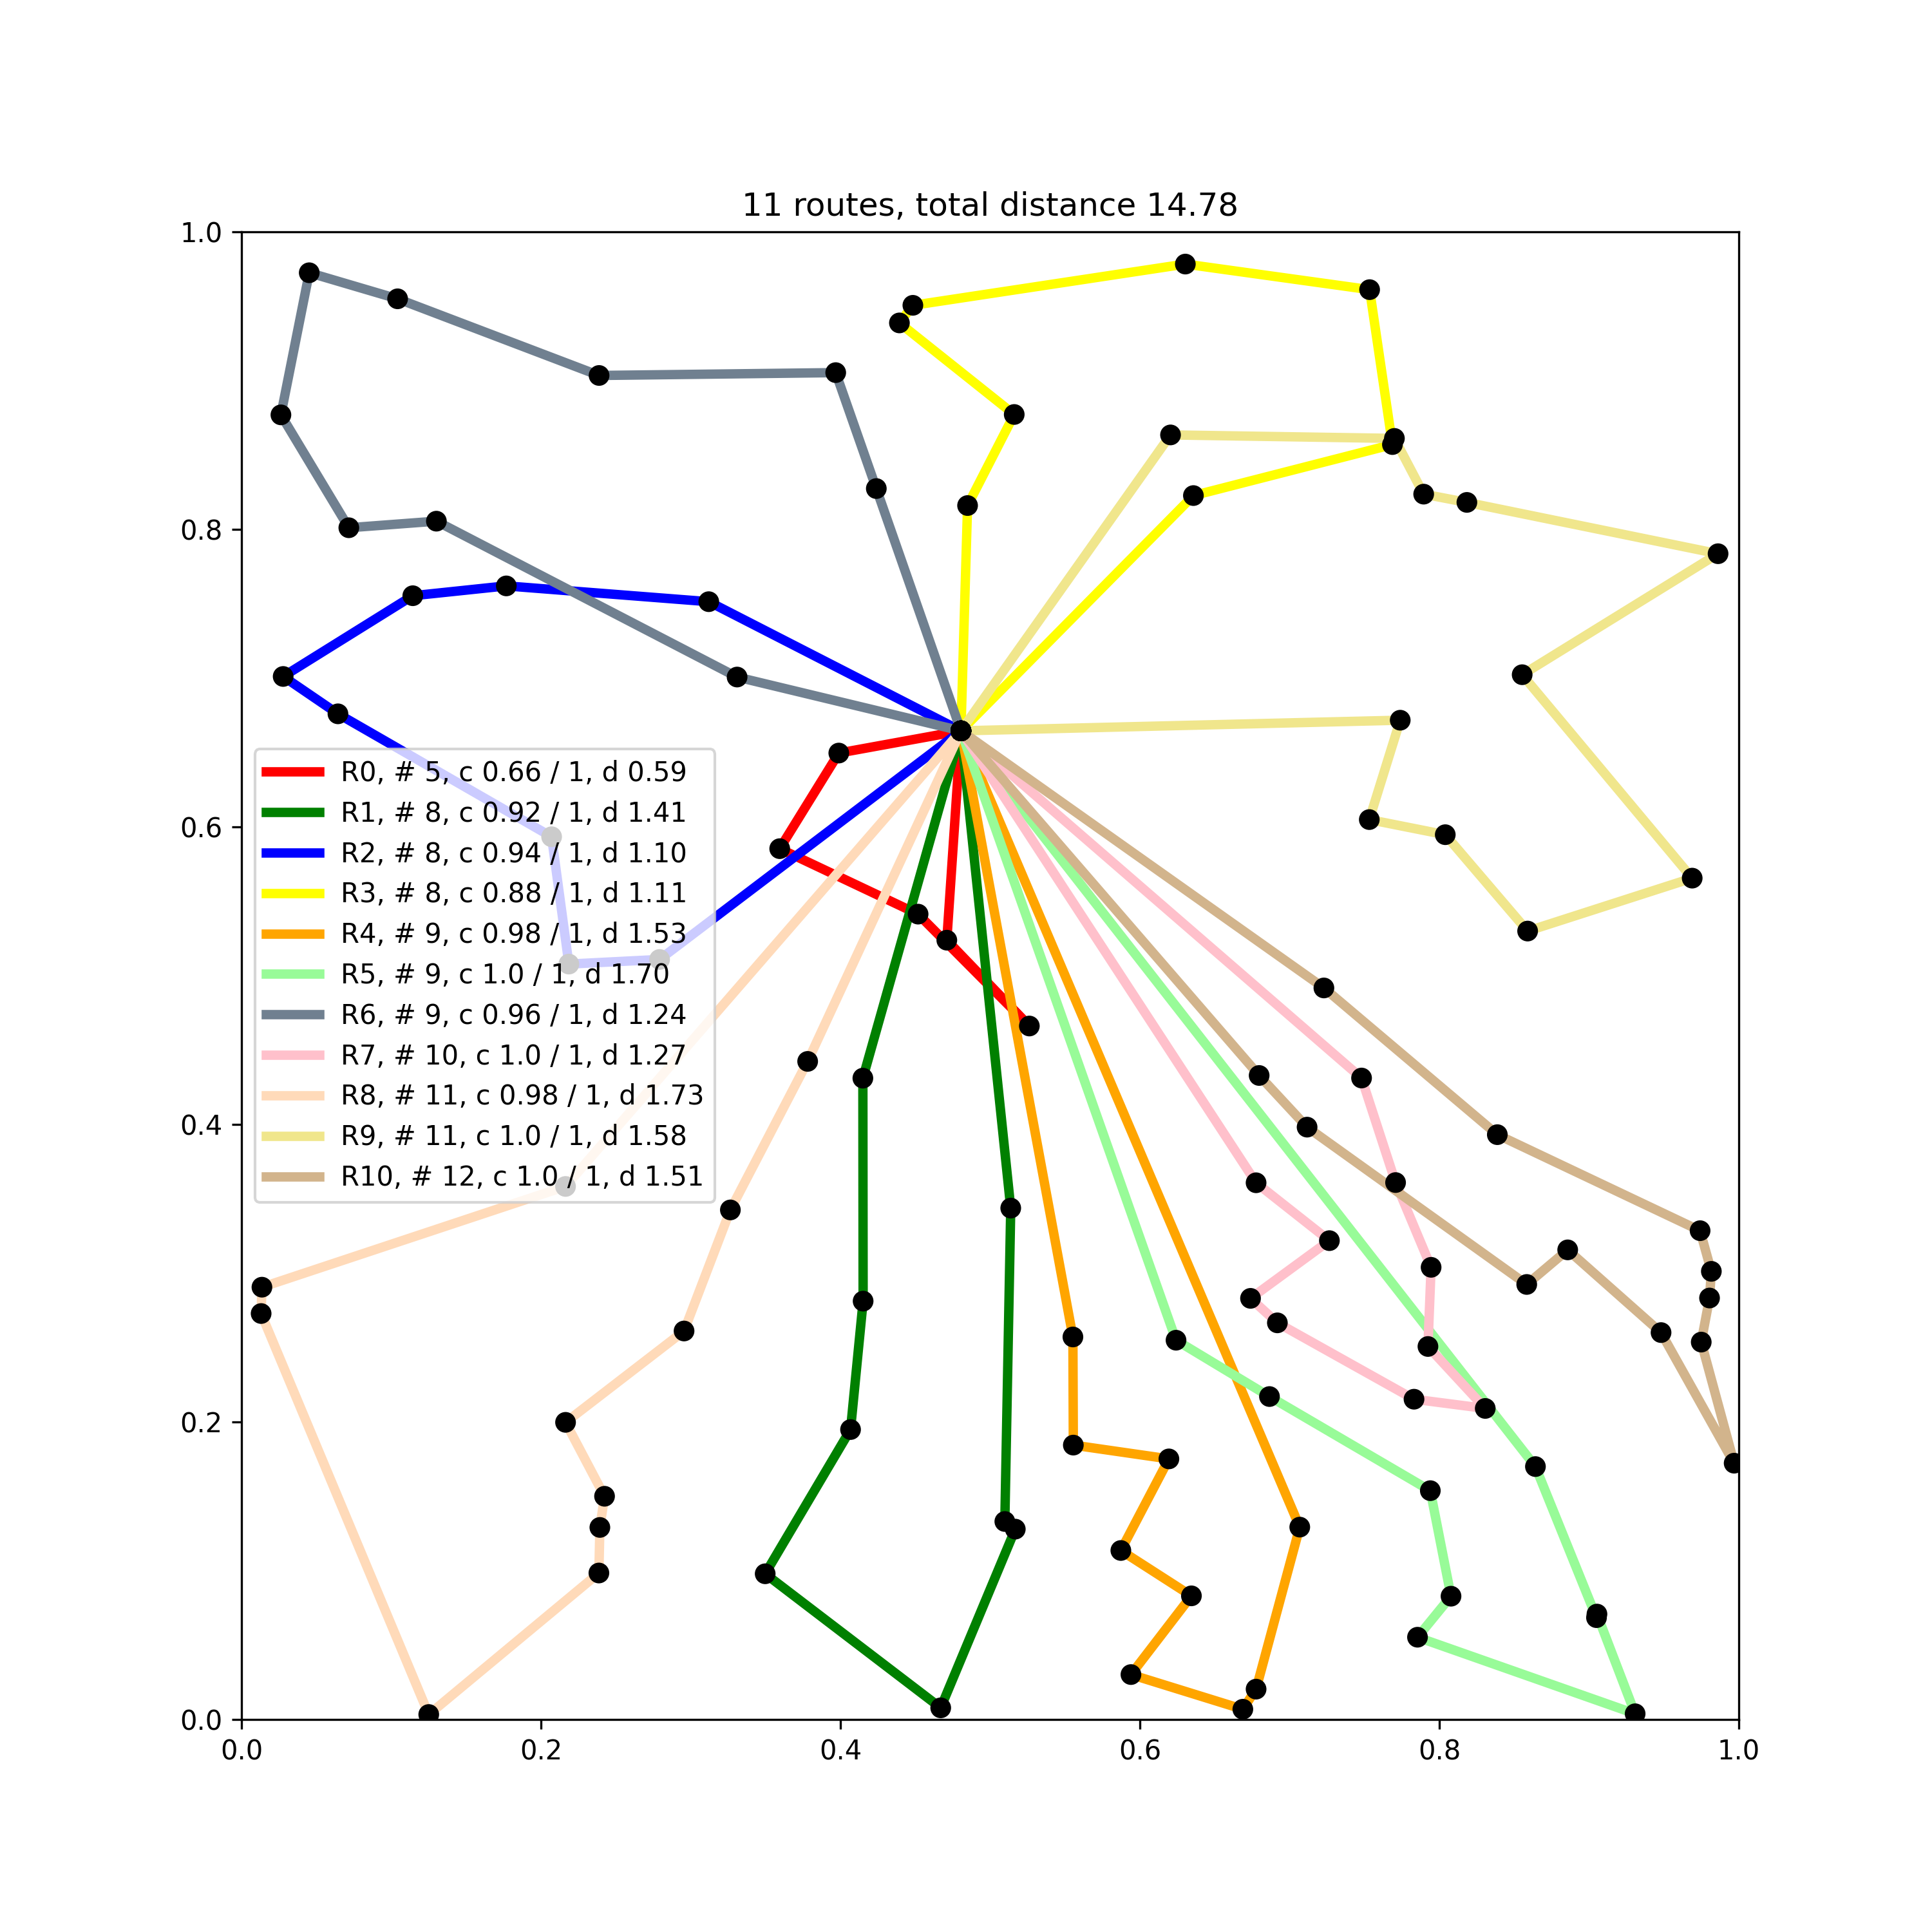 11 routes, total distance 14.78
1.0
0.8
0.6
0.4
0.2
0.0
R0, # 5, c 0.66 / 1, d 0.59
R1, # 8, c 0.92 / 1, d 1.41
R2, # 8, c 0.94 / 1, d 1.10
R3, # 8, c 0.88 / 1, d 1.11
R4, # 9, c 0.98 / 1, d 1.53
R5, # 9, c 1.0 / 1, d 1.70
R6, # 9, c 0.96 / 1, d 1.24
R7, # 10, c 1.0 / 1, d 1.27
R8, # 11, c 0.98 / 1, d 1.73
R9, # 11, c 1.0 / 1, d 1.58
R10, # 12, c 1.0 / 1, d 1.51
0.0 0.2 0.4 0.6 0.8 1.0